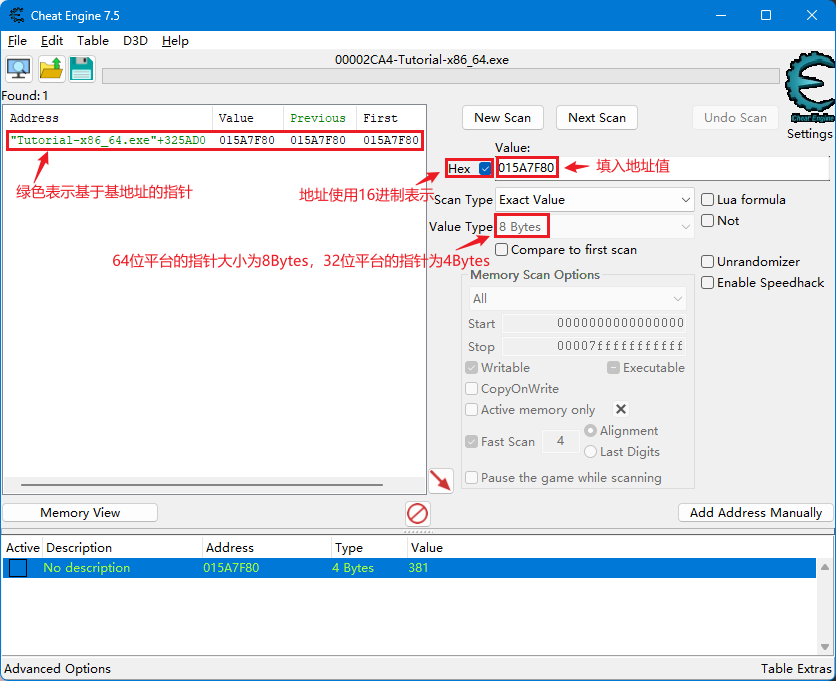 Cheat Engine 7.5
File Edit Table D3D Help
00002CA4-Tutorial-x86_64.exe
Found: 1
Address Value Previous First
"Tutorial-x86_64.exe"+325AD0 015A7F80 015A7F80 015A7F80
绿色表示基于基地址的指针
New Scan Next Scan Undo Scan
Cheat Engine
Settings
Value:
Hex 015A7F80 填入地址值
地址使用16进制表示
Scan Type Exact Value
Lua formula
Value Type 8 Bytes
Not
64位平台的指针大小为8Bytes，32位平台的指针为4Bytes
Compare to first scan
Unrandomizer
Enable Speedhack
Memory Scan Options
All
Start 0000000000000000
Stop 00007fffffffffff
Writable Executable
CopyOnWrite
Active memory only
Fast Scan 4 Alignment
Last Digits
Pause the game while scanning
Memory View Add Address Manually
Active Description Address Type Value
No description 015A7F80 4 Bytes 381
Advanced Options Table Extras